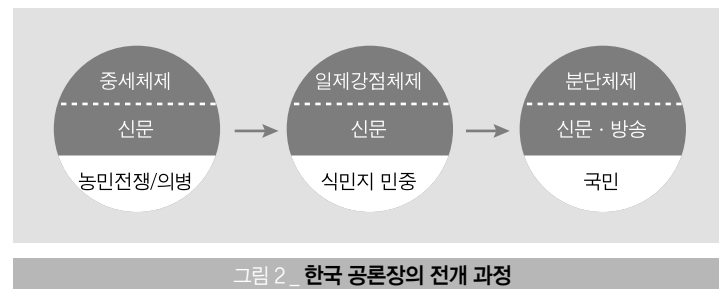 중세체제
신문
농민전쟁/의병
일제강점체제
신문
식민지 민중
분단체제
신문 · 방송
국민
그림 2 _ 한국 공론장의 전개 과정